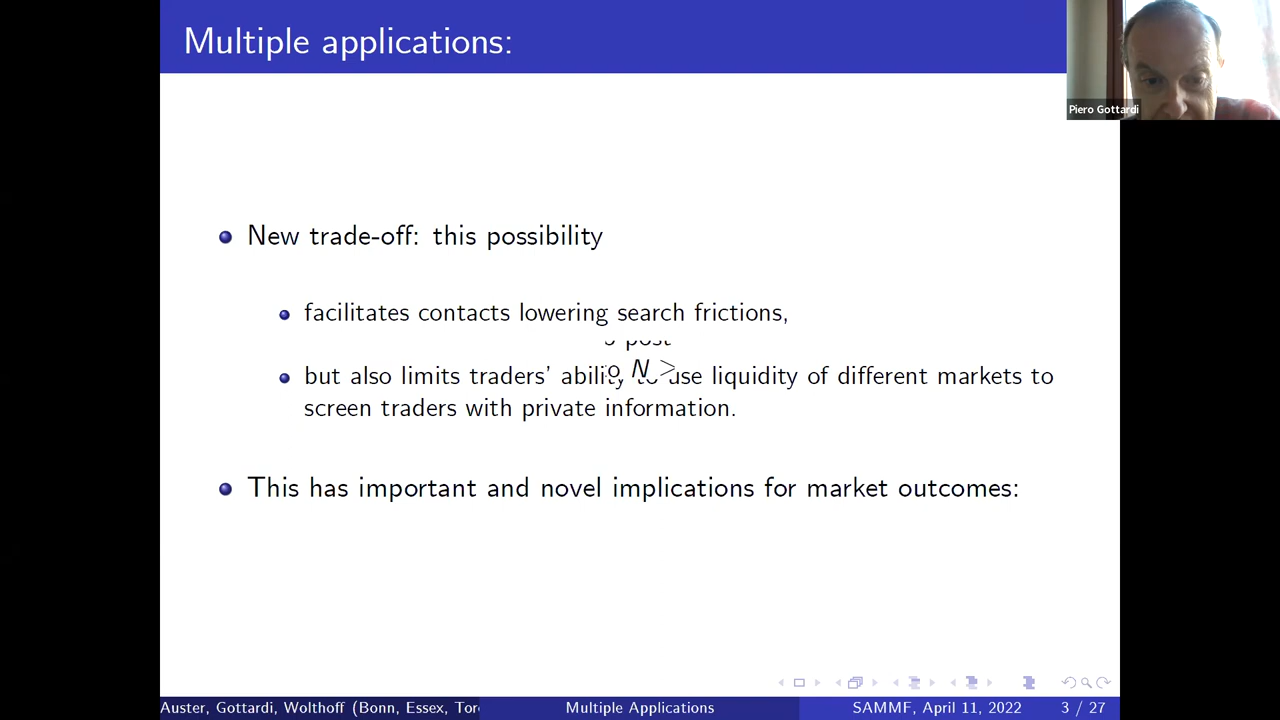 Multiple applications:
Piero Gottardi
New trade-off: this possibility
facilitates contacts lowering search frictions,
post
but also limits traders' ability to use liquidity of different markets to
N >
screen traders with private information.
This has important and novel implications for market outcomes:
Auster, Gottardi, Wolthoff (Bonn, Essex, Tor
Multiple Applications
SAMMF, April 11, 2022
3 / 27